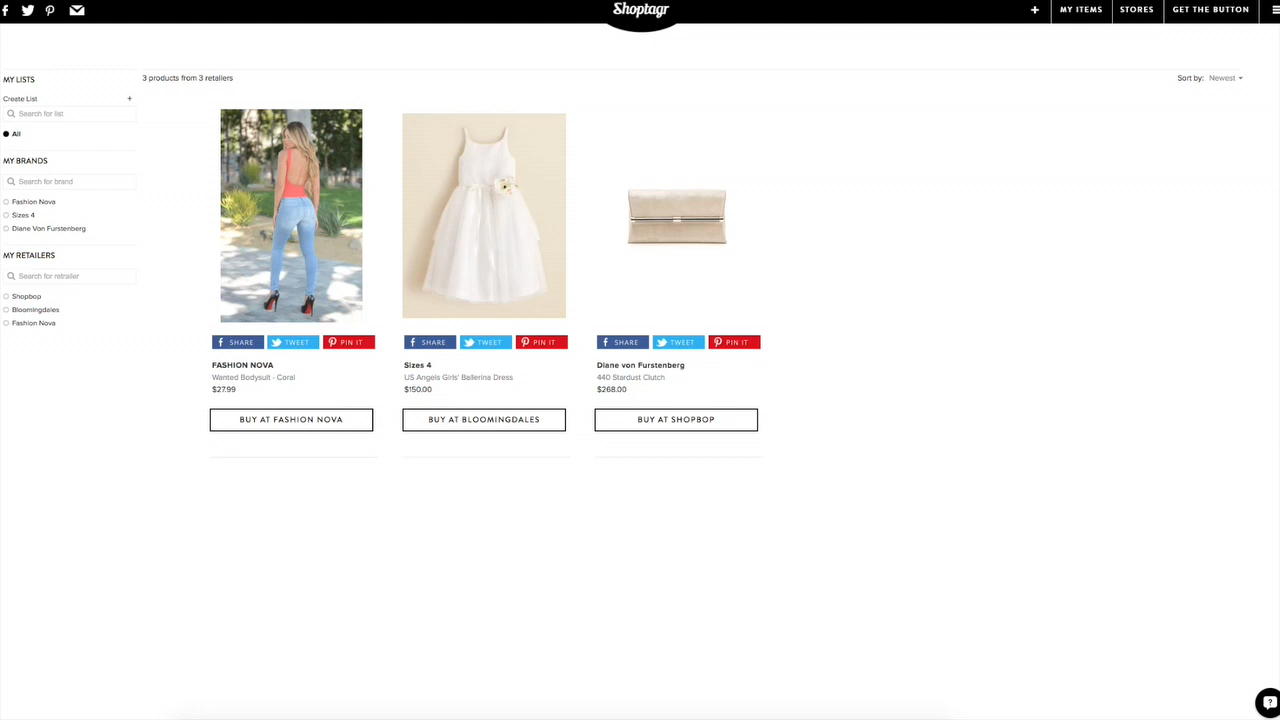 Shoptagr
+ MY ITEMS STORES GET THE BUTTON
MY LISTS
Create List +
Search for list
All
MY BRANDS
Search for brand
Fashion Nova
Sizes 4
Diane Von Furstenberg
MY RETAILERS
Search for retrailer
Shopbop
Bloomingdales
Fashion Nova
3 products from 3 retailers
Sort by: Newest
SHARE TWEET PIN IT
FASHION NOVA
Wanted Bodysuit - Coral
$27.99
BUY AT FASHION NOVA
SHARE TWEET PIN IT
Sizes 4
US Angels Girls' Ballerina Dress
$150.00
BUY AT BLOOMINGDALES
SHARE TWEET PIN IT
Diane von Furstenberg
440 Stardust Clutch
$268.00
BUY AT SHOPBOP